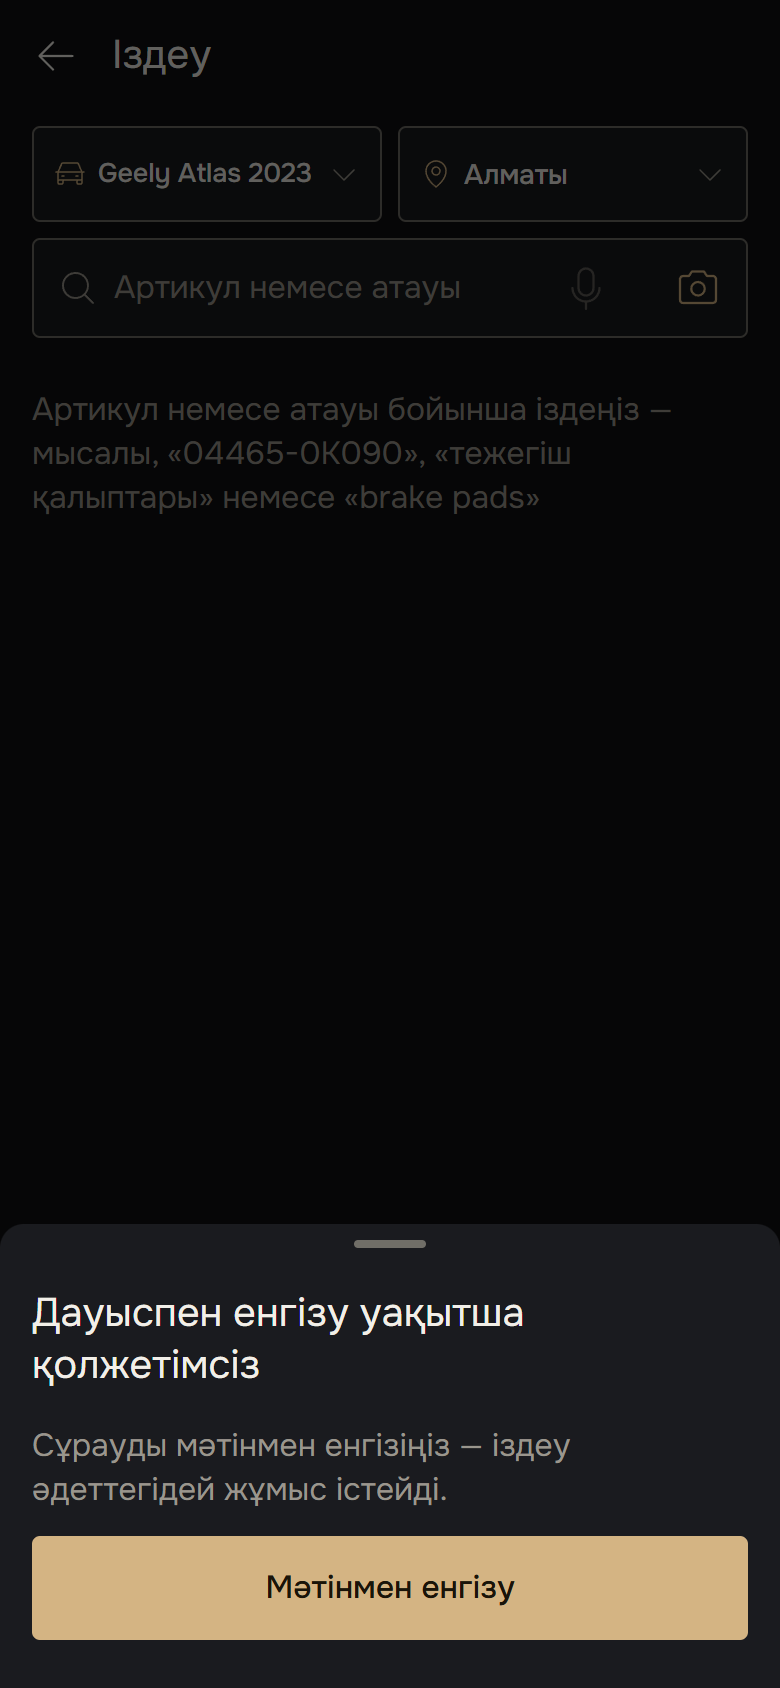 Іздеу
Geely Atlas 2023
Алматы
Артикул немесе атауы
Артикул немесе атауы бойынша іздеңіз —
мысалы, «04465-0K090», «тежегіш
қалыптары» немесе «brake pads»
Дауыспен енгізу уақытша
қолжетімсіз
Сұрауды мәтінмен енгізіңіз — іздеу
әдеттегідей жұмыс істейді.
Мәтінмен енгізу